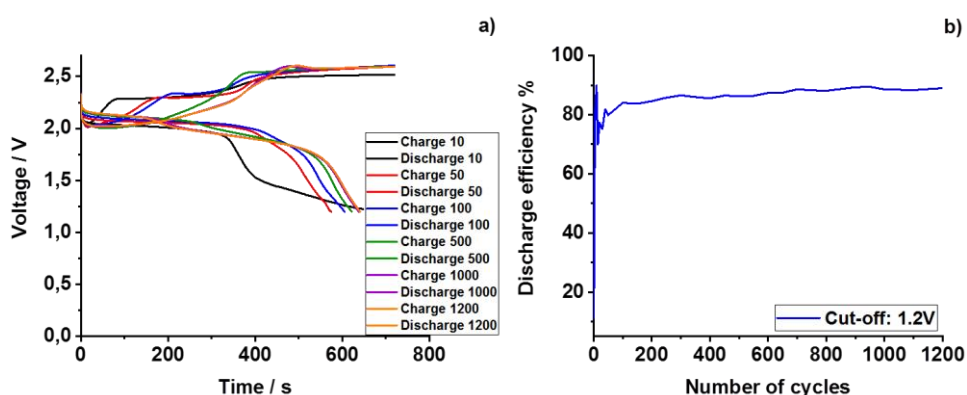 a)
Voltage / V
2,5
2,0
1,5
1,0
0,5
0,0
0 200 400 600 800
Time / s
Charge 10
Discharge 10
Charge 50
Discharge 50
Charge 100
Discharge 100
Charge 500
Discharge 500
Charge 1000
Discharge 1000
Charge 1200
Discharge 1200
b)
Discharge efficiency %
100
80
60
40
20
0 200 400 600 800 1000 1200
Number of cycles
Cut-off: 1.2V